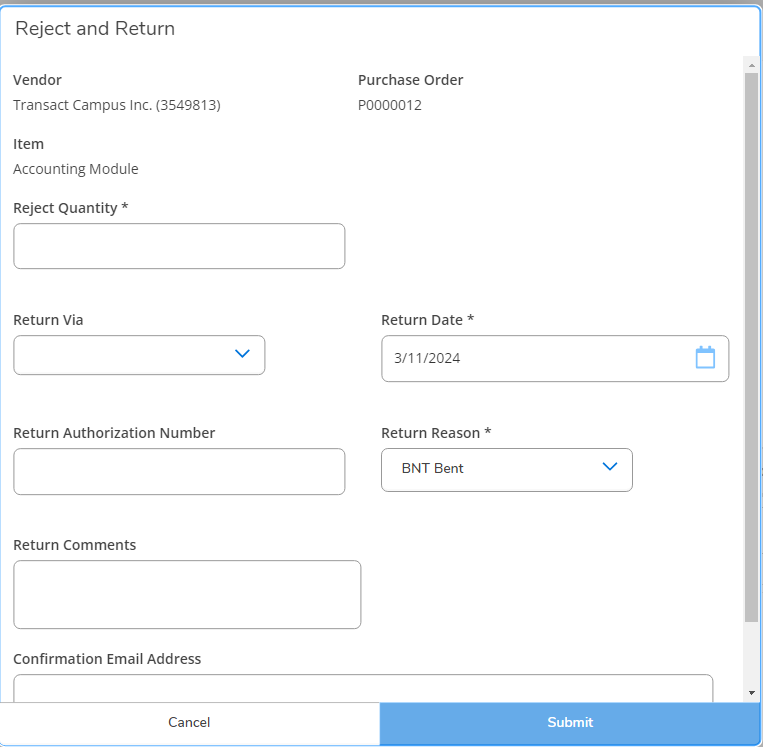 Reject and Return
Vendor
Purchase Order
Transact Campus Inc. (3549813)
P0000012
Item
Accounting Module
Reject Quantity *
Return Via
Return Date *
3/11/2024
Return Authorization Number
Return Reason *
BNT Bent
Return Comments
Confirmation Email Address
Cancel
Submit